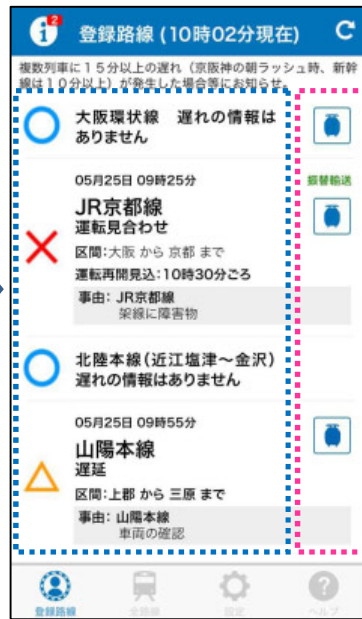 2
登録路線 (10時02分現在)
複数列車に15分以上の遅れ（京阪神の朝ラッシュ時、新幹
線は10分以上）が発生した場合等にお知らせ。
大阪環状線　遅れの情報は
ありません
05月25日 09時25分
振替輸送
JR京都線
運転見合わせ
区間:大阪 から 京都 まで
運転再開見込:10時30分ごろ
事由: JR京都線
架線に障害物
北陸本線(近江塩津～金沢)
遅れの情報はありません
05月25日 09時55分
山陽本線
遅延
区間:上郡 から 三原 まで
事由: 山陽本線
車両の確認
登録路線
全路線
設定
ヘルプ